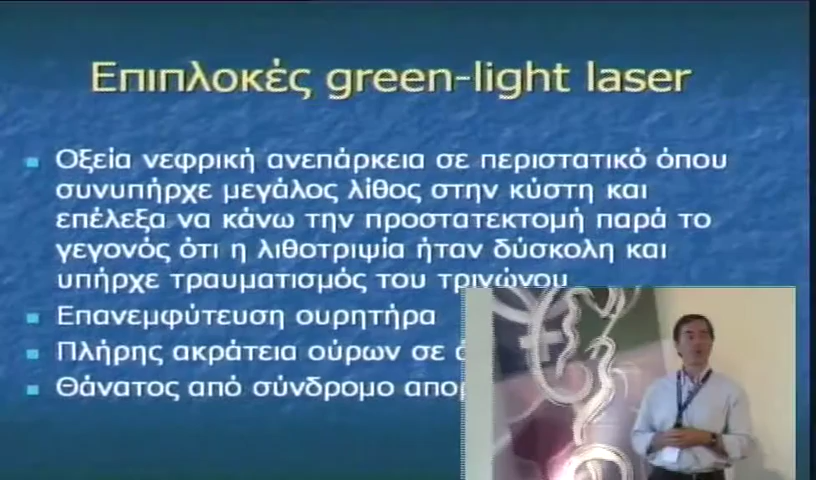 Επιπλοκές green-light laser
Οξεία νεφρική ανεπάρκεια σε περιστατικό όπου
συνυπήρχε μεγάλος λίθος στην κύστη και
επέλεξα να κάνω την προστατεκτομή παρά το
γεγονός ότι η λιθοτριψία ήταν δύσκολη και
υπήρχε τραυματισμός του τριγώνου
Επανεμφύτευση ουρητήρα
Πλήρης ακράτεια ούρων σε
Θάνατος από σύνδρομο